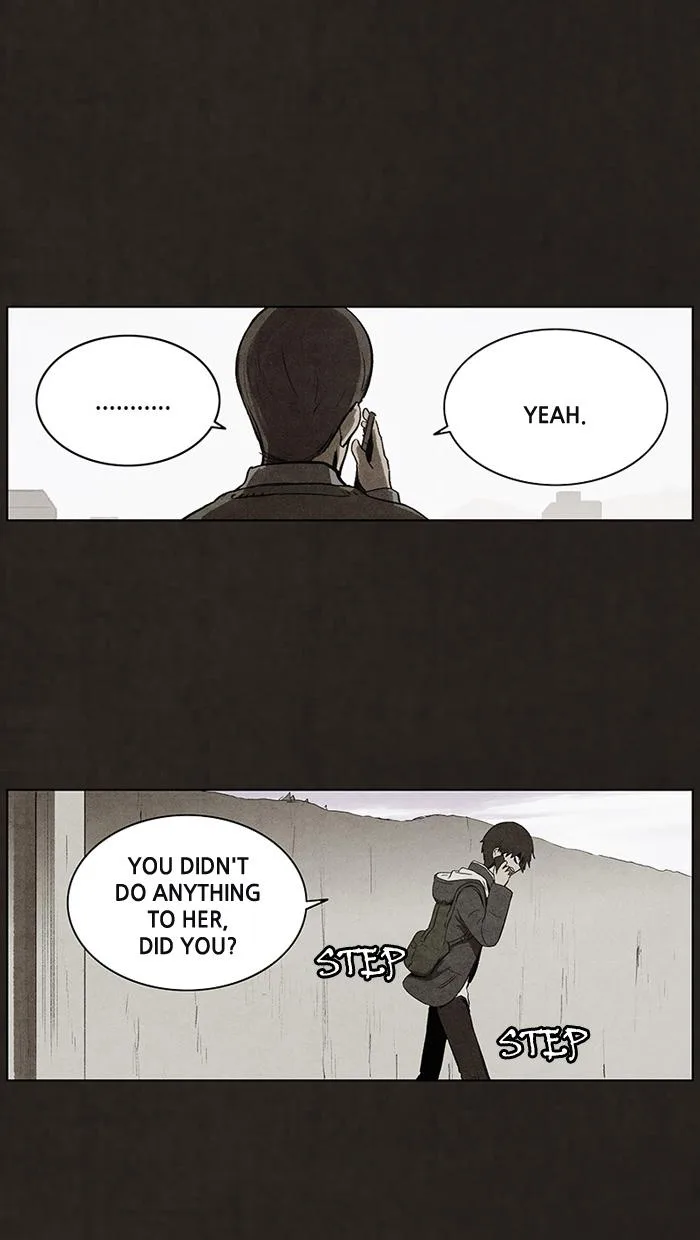 ...........
YEAH.
YOU DIDN'T
DO ANYTHING
TO HER,
DID YOU?
STEP
STEP